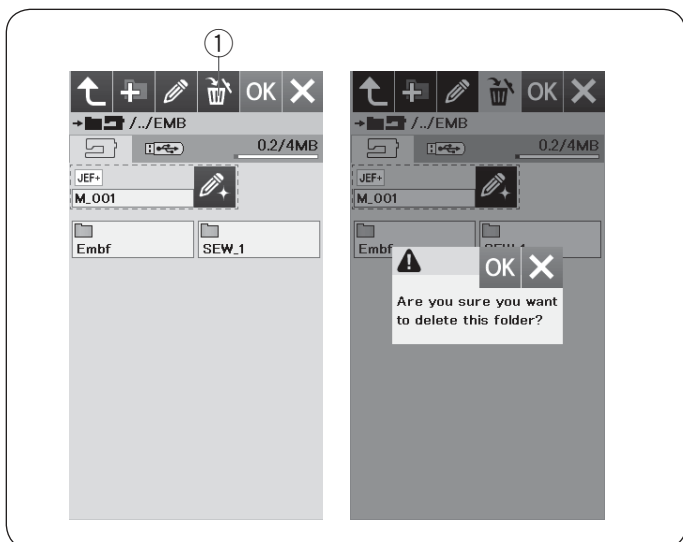 ①
OK
→ /../EMB
0.2/4MB
JEF+
M_001
Embf
SEW_1
OK
→ /../EMB
0.2/4MB
JEF+
M_001
Embf
SEW_1
OK
Are you sure you want
to delete this folder?